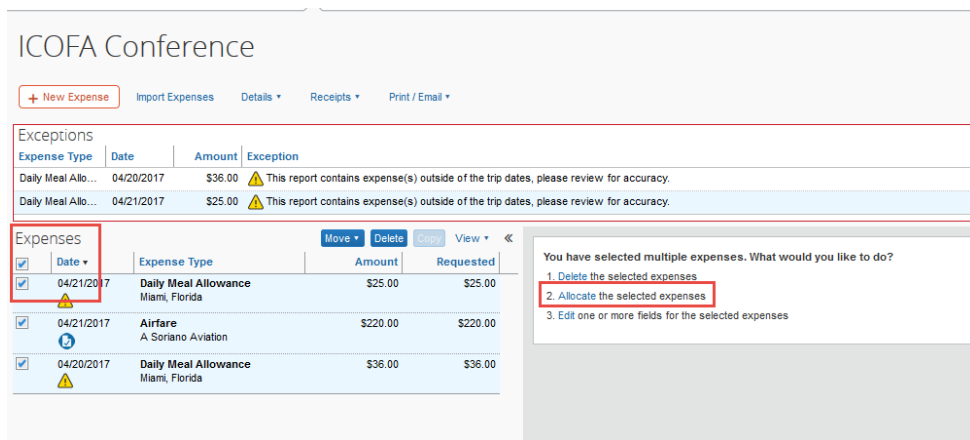 ICOFA Conference
+ New Expense Import Expenses Details ▾ Receipts ▾ Print / Email ▾
Exceptions
Expense Type Date Amount Exception
Daily Meal Allo... 04/20/2017 $36.00 This report contains expense(s) outside of the trip dates, please review for accuracy.
Daily Meal Allo... 04/21/2017 $25.00 This report contains expense(s) outside of the trip dates, please review for accuracy.
Expenses Move ▾ Delete Copy View ▾ «
Date ▾ Expense Type Amount Requested
04/21/2017 Daily Meal Allowance $25.00 $25.00
Miami, Florida
04/21/2017 Airfare $220.00 $220.00
A Soriano Aviation
04/20/2017 Daily Meal Allowance $36.00 $36.00
Miami, Florida
You have selected multiple expenses. What would you like to do?
1. Delete the selected expenses
2. Allocate the selected expenses
3. Edit one or more fields for the selected expenses